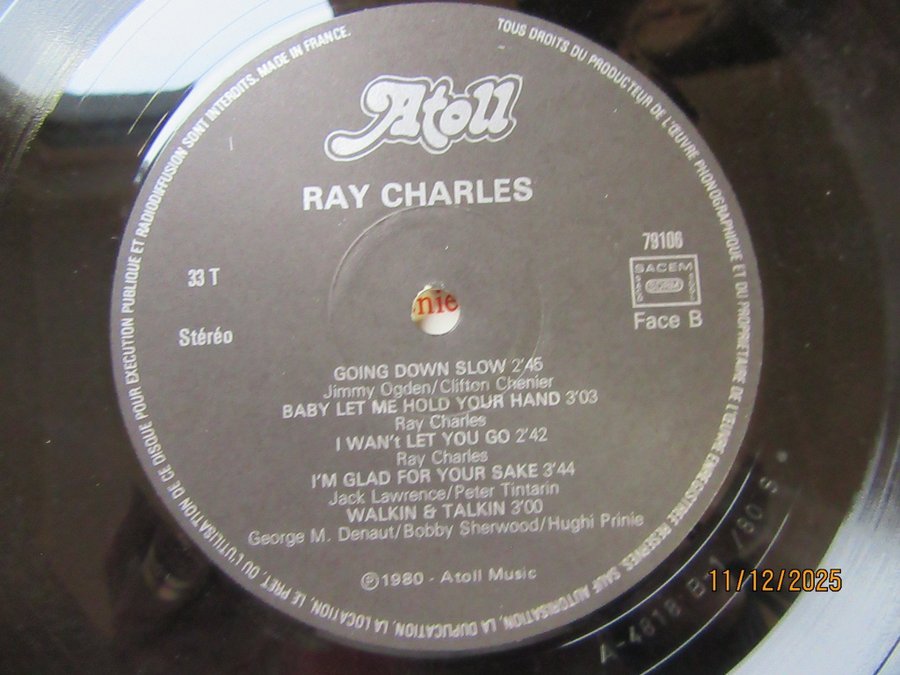 TOUS DROITS DU PRODUCTEUR DE L'ŒUVRE PHONOGRAPHIQUE ET DU PROPRIETAIRE DE L'ŒUVRE ENREGISTREE RESERVES. SAUF AUTORISATION, LA DUPLICATION, LA LOCATION, LE PRET, OU L'UTILISATION DE CE DISQUE POUR EXECUTION PUBLIQUE ET RADIODIFFUSION SONT INTERDITS. MADE IN FRANCE.
Atoll
RAY CHARLES
79106
33 T
SACEM
Stéréo
Face B
nie
GOING DOWN SLOW 2'45
Jimmy Ogden/Clifton Chenier
BABY LET ME HOLD YOUR HAND 3'03
Ray Charles
I WAN't LET YOU GO 2'42
Ray Charles
I'M GLAD FOR YOUR SAKE 3'44
Jack Lawrence/Peter Tintarin
WALKIN & TALKIN 3'00
George M. Denaut/Bobby Sherwood/Hughi Prinie
℗1980 - Atoll Music
11/12/2025